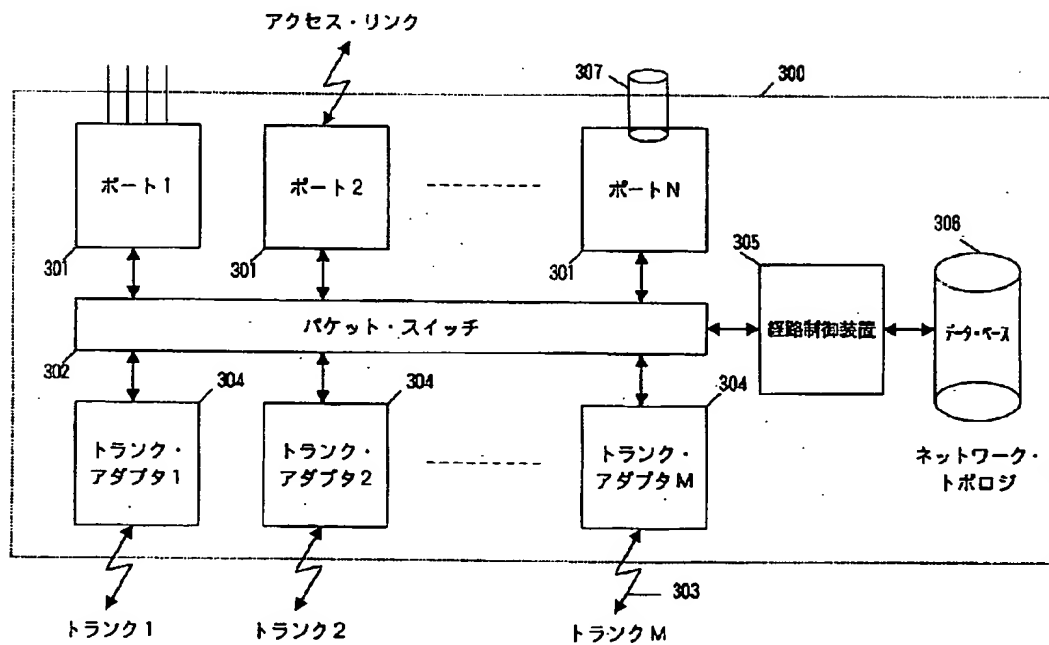 アクセス・リンク
307
300
ポート1
ポート2
ポートN
301
301
301
305
306
パケット・スイッチ
経路制御装置
データ・ベース
302
304
304
304
トランク・
アダプタ1
トランク・
アダプタ2
トランク・
アダプタM
ネットワーク・
トポロジ
303
トランク1
トランク2
トランクM